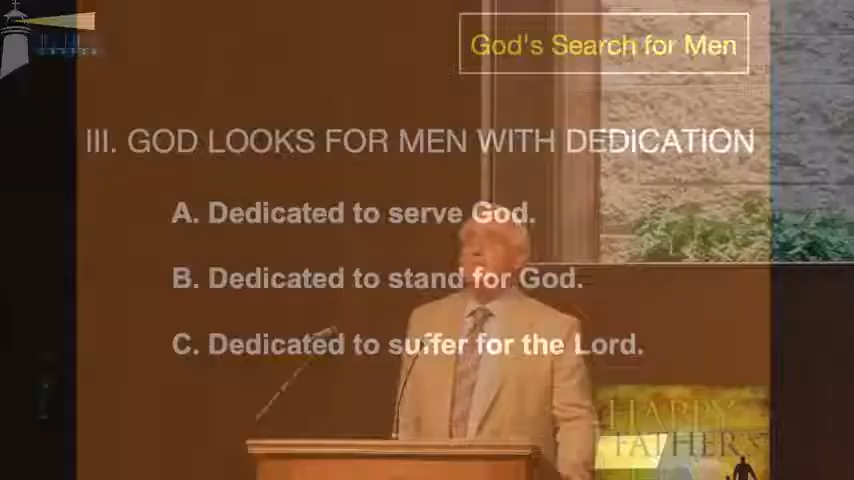 God's Search for Men
III. GOD LOOKS FOR MEN WITH DEDICATION
A. Dedicated to serve God.
B. Dedicated to stand for God.
C. Dedicated to suffer for the Lord.
HAPPY
FATHER'S